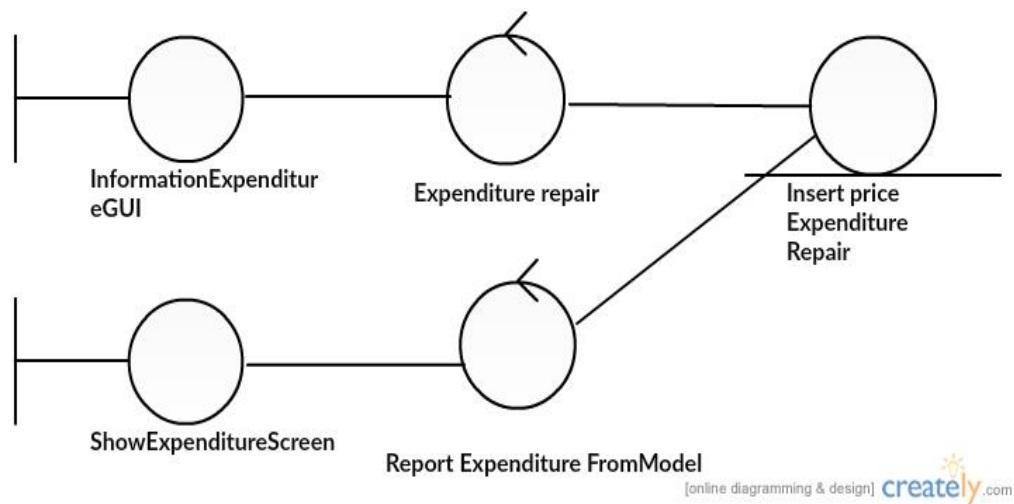 InformationExpenditur
eGUI
Expenditure repair
Insert price
Expenditure
Repair
ShowExpenditureScreen
Report Expenditure FromModel
[online diagramming & design] creately.com